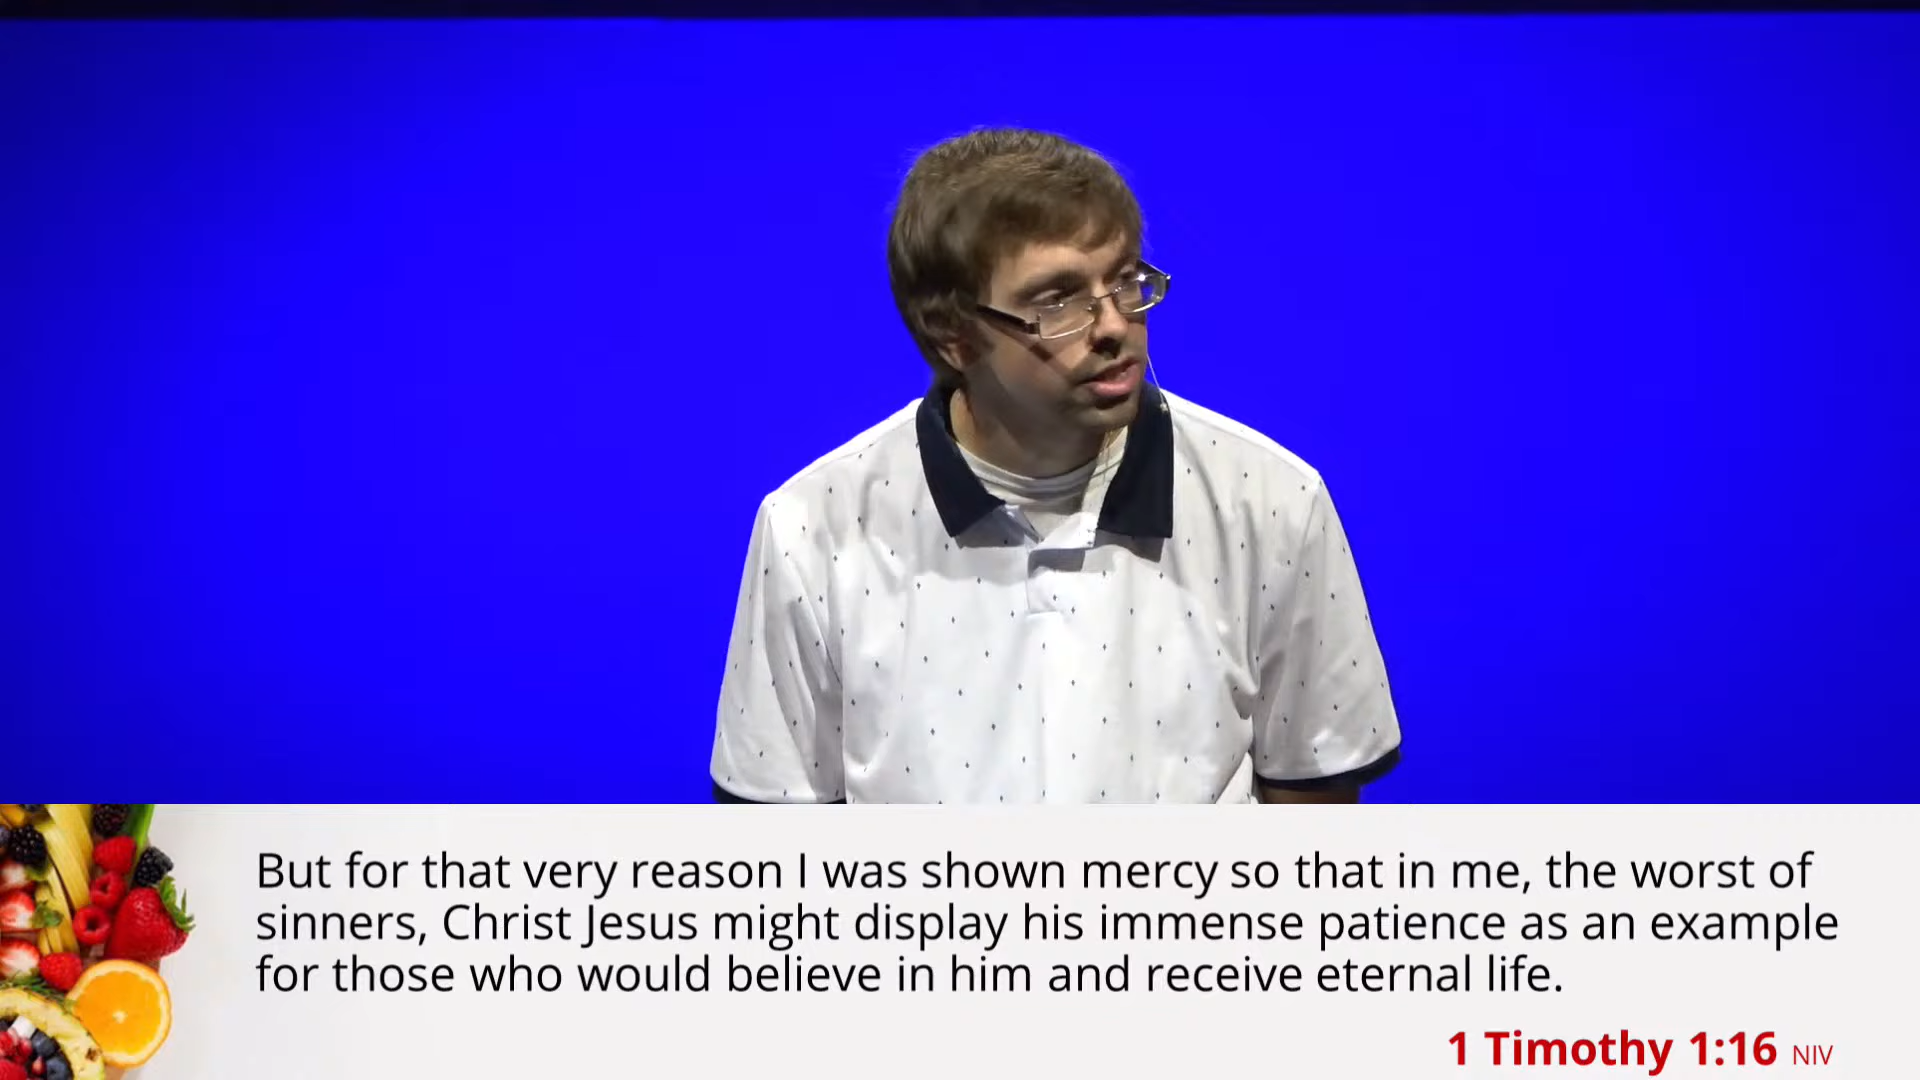 But for that very reason I was shown mercy so that in me, the worst of
sinners, Christ Jesus might display his immense patience as an example
for those who would believe in him and receive eternal life.
1 Timothy 1:16 NIV